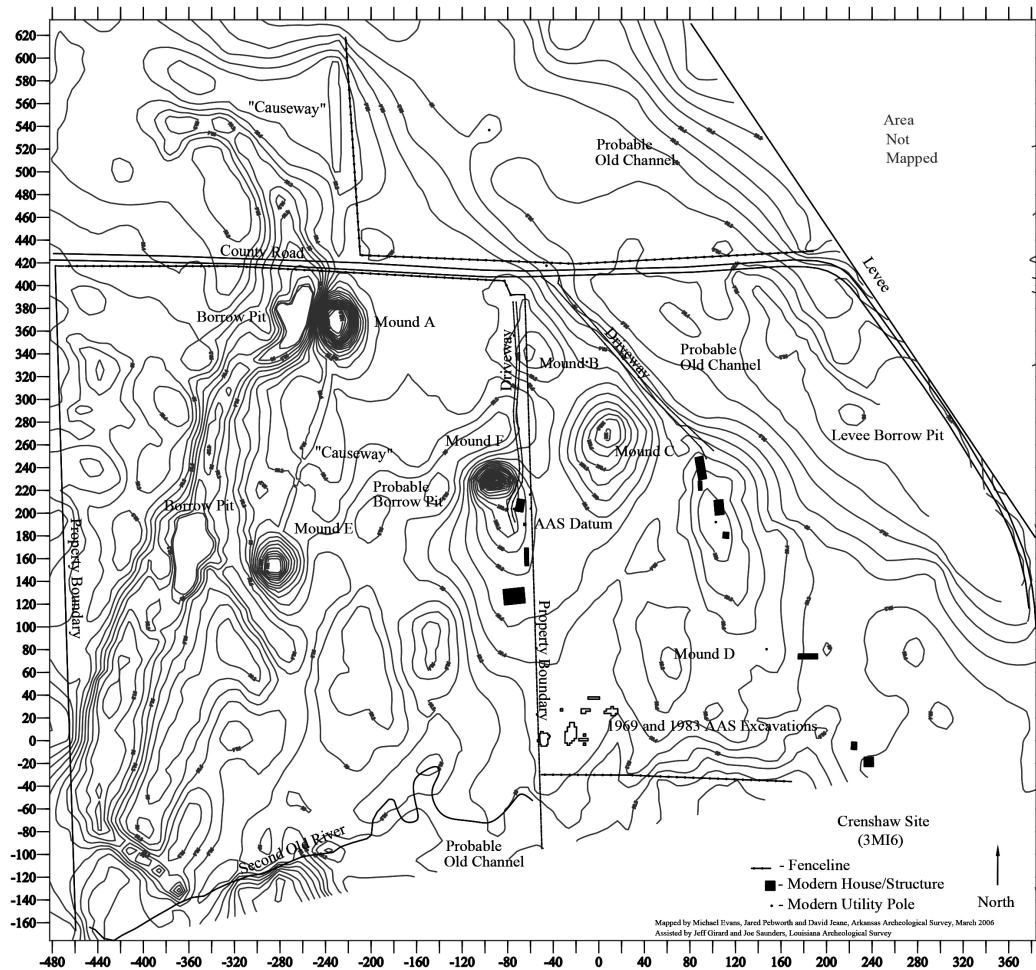 620
600
580
560
540
520
500
480
460
440
420
400
380
360
340
320
300
280
260
240
220
200
180
160
140
120
100
80
60
40
20
0
-20
-40
-60
-80
-100
-120
-140
-160
"Causeway"
Area
Not
Mapped
Probable
Old Channel
County Road
Levee
Borrow Pit
Mound A
Driveway
Mound B
Driveway
Probable
Old Channel
Mound F
Mound C
Levee Borrow Pit
"Causeway"
Probable
Borrow Pit
Borrow Pit
Mound E
AAS Datum
Property Boundary
Property Boundary
Mound D
1969 and 1983 AAS Excavations
Second Old River
Probable
Old Channel
Crenshaw Site
(3MI6)
- Fenceline
- Modern House/Structure
- Modern Utility Pole
North
Mapped by Michael Evans, Jared Pebworth and David Jeane, Arkansas Archeological Survey, March 2006
Assisted by Jeff Girard and Joe Saunders, Louisiana Archeological Survey
-480 -440 -400 -360 -320 -280 -240 -200 -160 -120 -80 -40 0 40 80 120 160 200 240 280 320 360